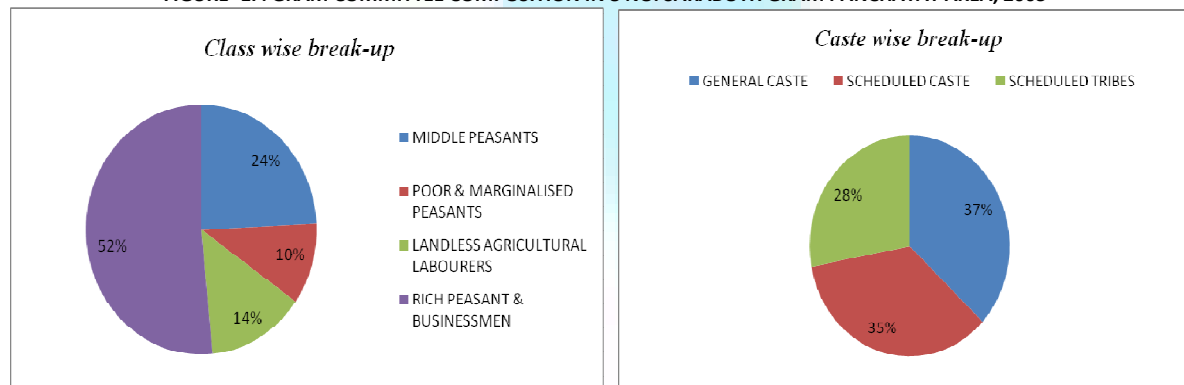 Class wise break-up
24%
10%
14%
52%
MIDDLE PEASANTS
POOR & MARGINALISED
PEASANTS
LANDLESS AGRICULTURAL
LABOURERS
RICH PEASANT &
BUSINESSMEN
Caste wise break-up
GENERAL CASTE SCHEDULED CASTE SCHEDULED TRIBES
37%
35%
28%